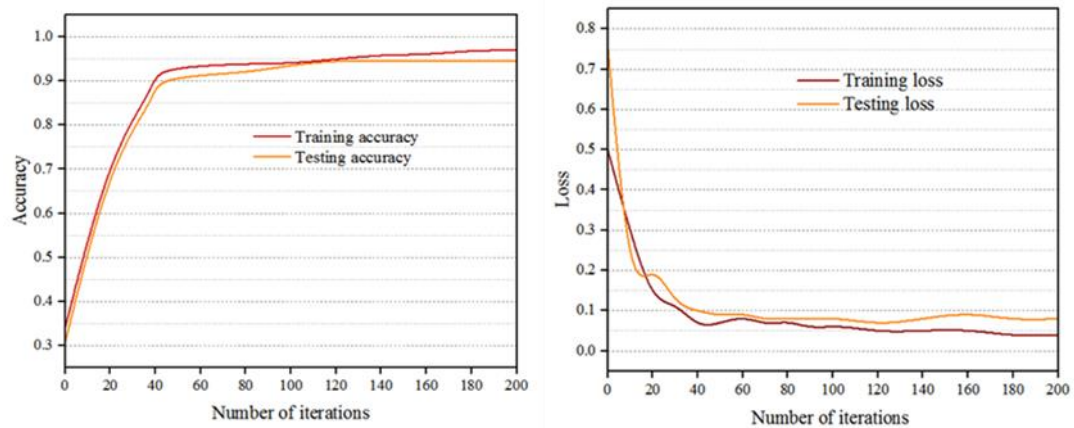 1.0
0.9
0.8
0.7
0.6
0.5
0.4
0.3
Accuracy
Training accuracy
Testing accuracy
0 20 40 60 80 100 120 140 160 180 200
Number of iterations
0.8
0.7
0.6
0.5
0.4
0.3
0.2
0.1
0.0
Loss
Training loss
Testing loss
0 20 40 60 80 100 120 140 160 180 200
Number of iterations